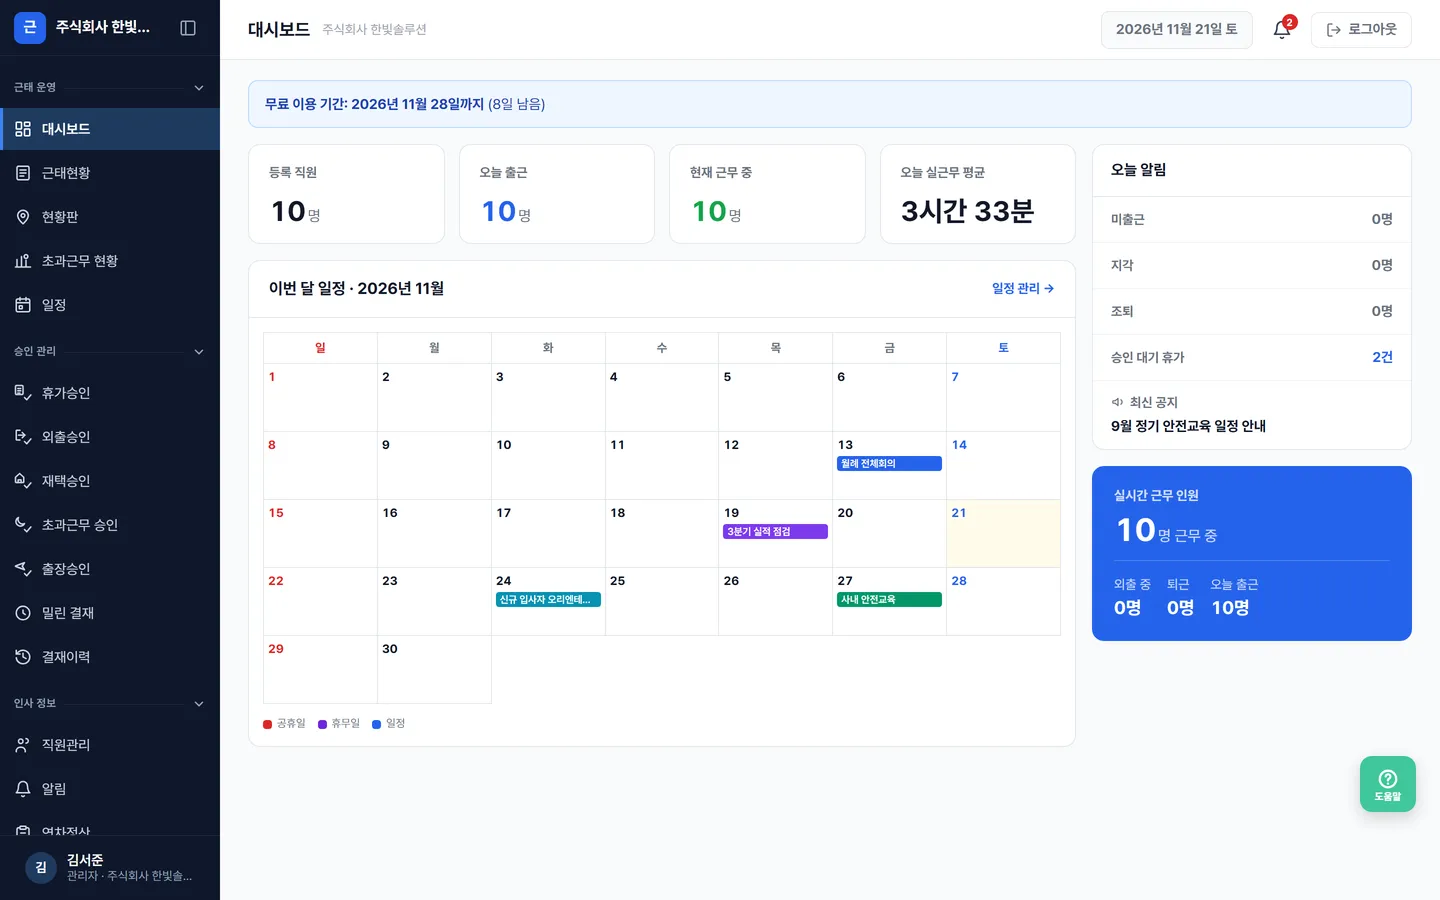 근
주식회사 한빛...
근태 운영
대시보드
근태현황
현황판
초과근무 현황
일정
승인 관리
휴가승인
외출승인
재택승인
초과근무 승인
출장승인
밀린 결재
결재이력
인사 정보
직원관리
알림
연차정산
김
김서준
관리자 · 주식회사 한빛솔...
대시보드 주식회사 한빛솔루션
2026년 11월 21일 토
2
로그아웃
무료 이용 기간: 2026년 11월 28일까지 (8일 남음)
등록 직원
10명
오늘 출근
10명
현재 근무 중
10명
오늘 실근무 평균
3시간 33분
이번 달 일정 · 2026년 11월
일정 관리 →
일 월 화 수 목 금 토
1 2 3 4 5 6 7
8 9 10 11 12 13 14
월례 전체회의
15 16 17 18 19 20 21
3분기 실적 점검
22 23 24 25 26 27 28
신규 입사자 오리엔테... 사내 안전교육
29 30
공휴일 휴무일 일정
오늘 알림
미출근 0명
지각 0명
조퇴 0명
승인 대기 휴가 2건
최신 공지
9월 정기 안전교육 일정 안내
실시간 근무 인원
10명 근무 중
외출 중 퇴근 오늘 출근
0명 0명 10명
도움말